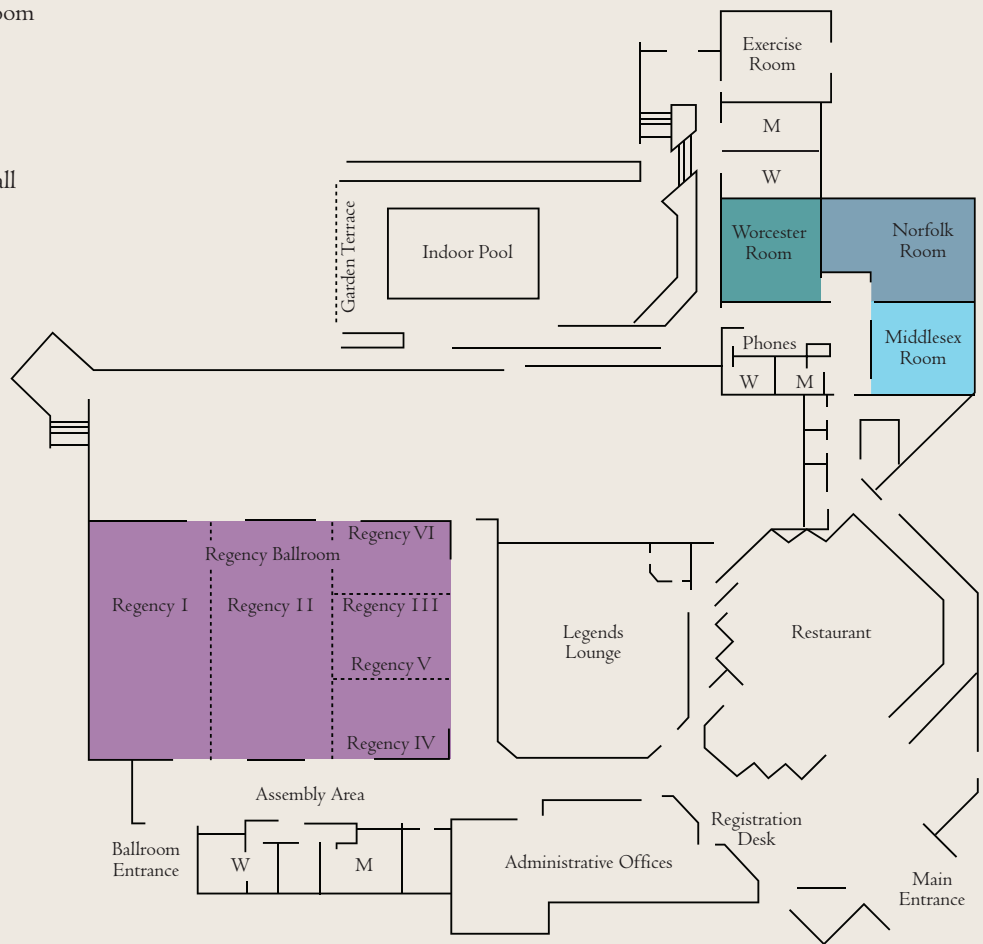 Exercise
Room
M
W
Garden Terrace
Indoor Pool
Worcester
Room
Norfolk
Room
Phones
W
M
Middlesex
Room
Regency VI
Regency Ballroom
Regency I
Regency II
Regency III
Regency V
Regency IV
Legends
Lounge
Restaurant
Assembly Area
Ballroom
Entrance
W
M
Administrative Offices
Registration
Desk
Main
Entrance